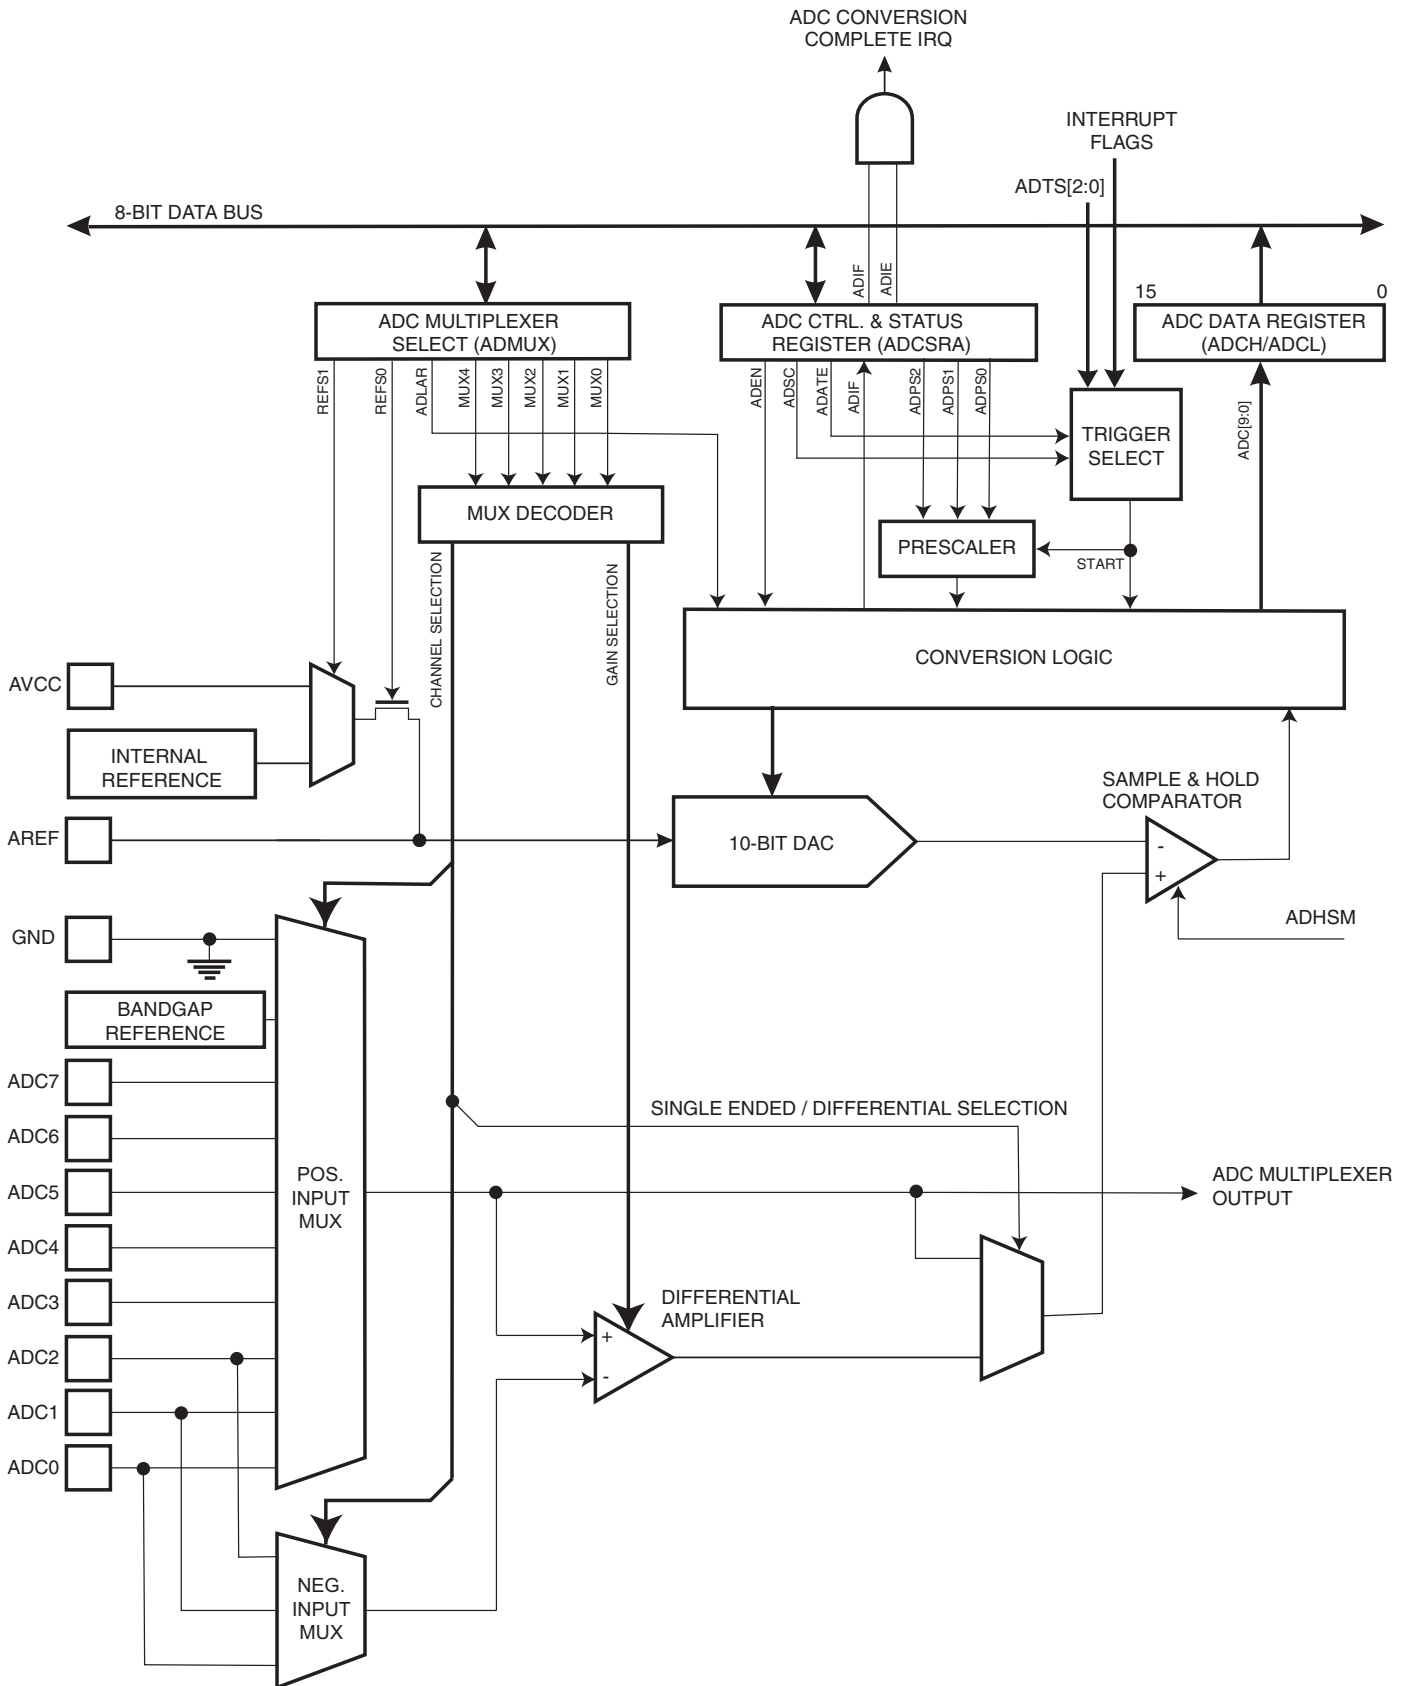 ADC CONVERSION
COMPLETE IRQ
INTERRUPT
FLAGS
ADTS[2:0]
8-BIT DATA BUS
ADIF
ADIE
15
0
ADC MULTIPLEXER
SELECT (ADMUX)
ADC CTRL. & STATUS
REGISTER (ADCSRA)
ADC DATA REGISTER
(ADCH/ADCL)
REFS1
REFS0
ADLAR
MUX4
MUX3
MUX2
MUX1
MUX0
ADEN
ADSC
ADATE
ADIF
ADPS2
ADPS1
ADPS0
ADC[9:0]
TRIGGER
SELECT
MUX DECODER
PRESCALER
START
CHANNEL SELECTION
GAIN SELECTION
CONVERSION LOGIC
AVCC
INTERNAL
REFERENCE
SAMPLE & HOLD
COMPARATOR
AREF
10-BIT DAC
-
+
ADHSM
GND
BANDGAP
REFERENCE
ADC7
SINGLE ENDED / DIFFERENTIAL SELECTION
ADC6
ADC5
POS.
INPUT
MUX
ADC MULTIPLEXER
OUTPUT
ADC4
ADC3
DIFFERENTIAL
AMPLIFIER
+
-
ADC2
ADC1
ADC0
NEG.
INPUT
MUX